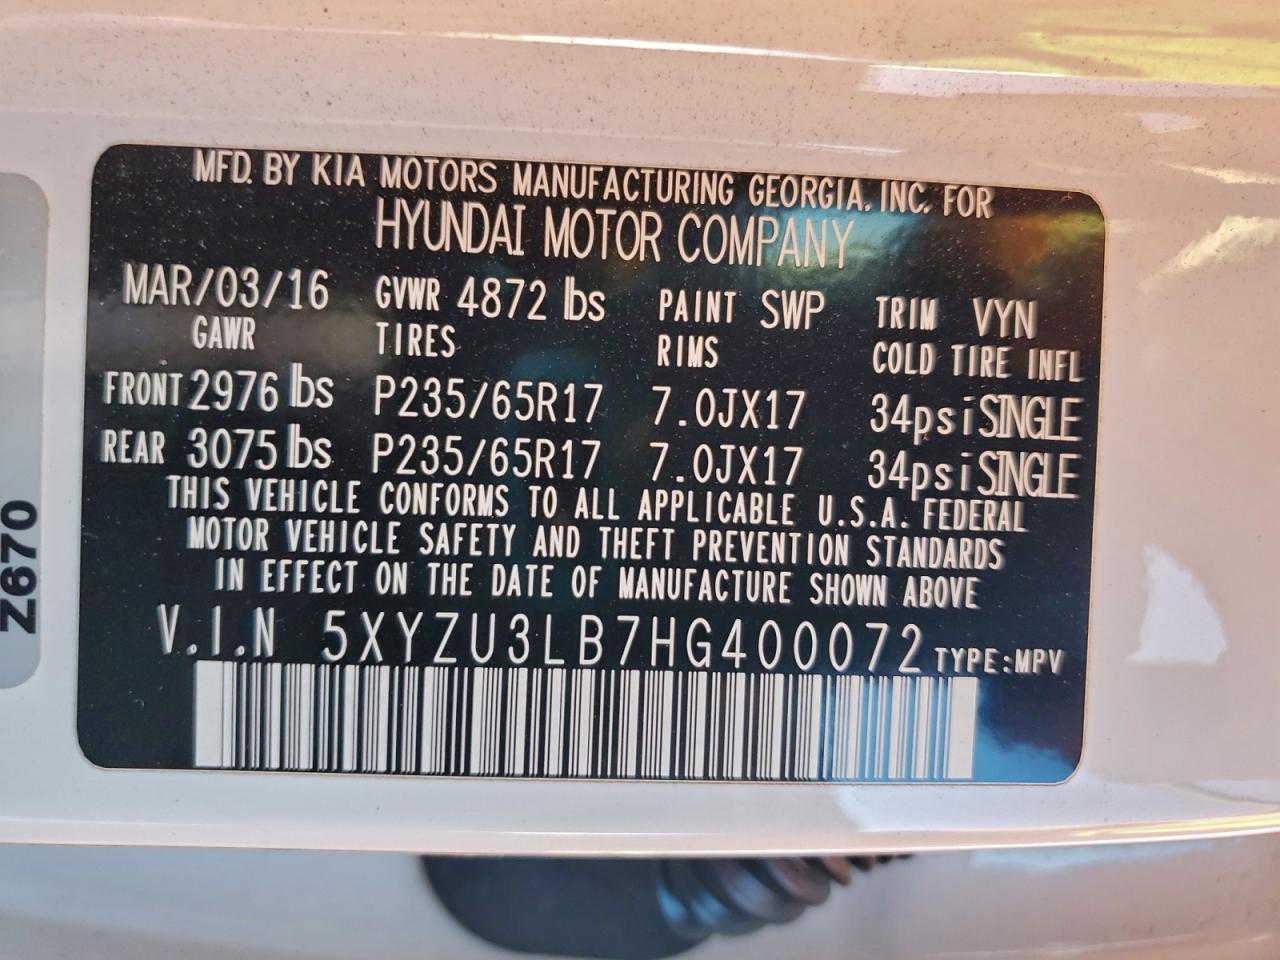 MFD. BY KIA MOTORS MANUFACTURING GEORGIA, INC. FOR
HYUNDAI MOTOR COMPANY
MAR/03/16 GVWR 4872 lbs PAINT SWP TRIM VYN
GAWR TIRES RIMS COLD TIRE INFL
FRONT 2976 lbs P235/65R17 7.0JX17 34psi SINGLE
REAR 3075 lbs P235/65R17 7.0JX17 34psi SINGLE
THIS VEHICLE CONFORMS TO ALL APPLICABLE U.S.A. FEDERAL
MOTOR VEHICLE SAFETY AND THEFT PREVENTION STANDARDS
IN EFFECT ON THE DATE OF MANUFACTURE SHOWN ABOVE
V.I.N 5XYZU3LB7HG400072 TYPE:MPV
Z670